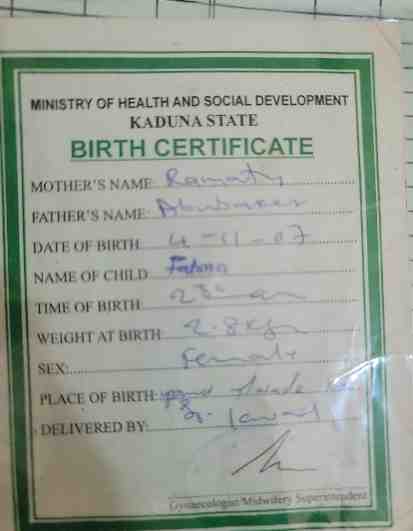 MINISTRY OF HEALTH AND SOCIAL DEVELOPMENT
KADUNA STATE
BIRTH CERTIFICATE
MOTHER'S NAME: Ramatu
FATHER'S NAME: Abubakar
DATE OF BIRTH 4-11-07
NAME OF CHILD Fatima
TIME OF BIRTH
WEIGHT AT BIRTH: 2.8kg
SEX: Female
PLACE OF BIRTH:
DELIVERED BY: Dr.
Gynaecologist/Midwifery Superintendent